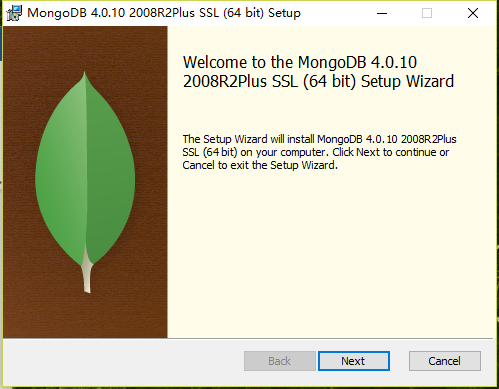 MongoDB 4.0.10 2008R2Plus SSL (64 bit) Setup
Welcome to the MongoDB 4.0.10
2008R2Plus SSL (64 bit) Setup Wizard
The Setup Wizard will install MongoDB 4.0.10 2008R2Plus
SSL (64 bit) on your computer. Click Next to continue or
Cancel to exit the Setup Wizard.
Back Next Cancel